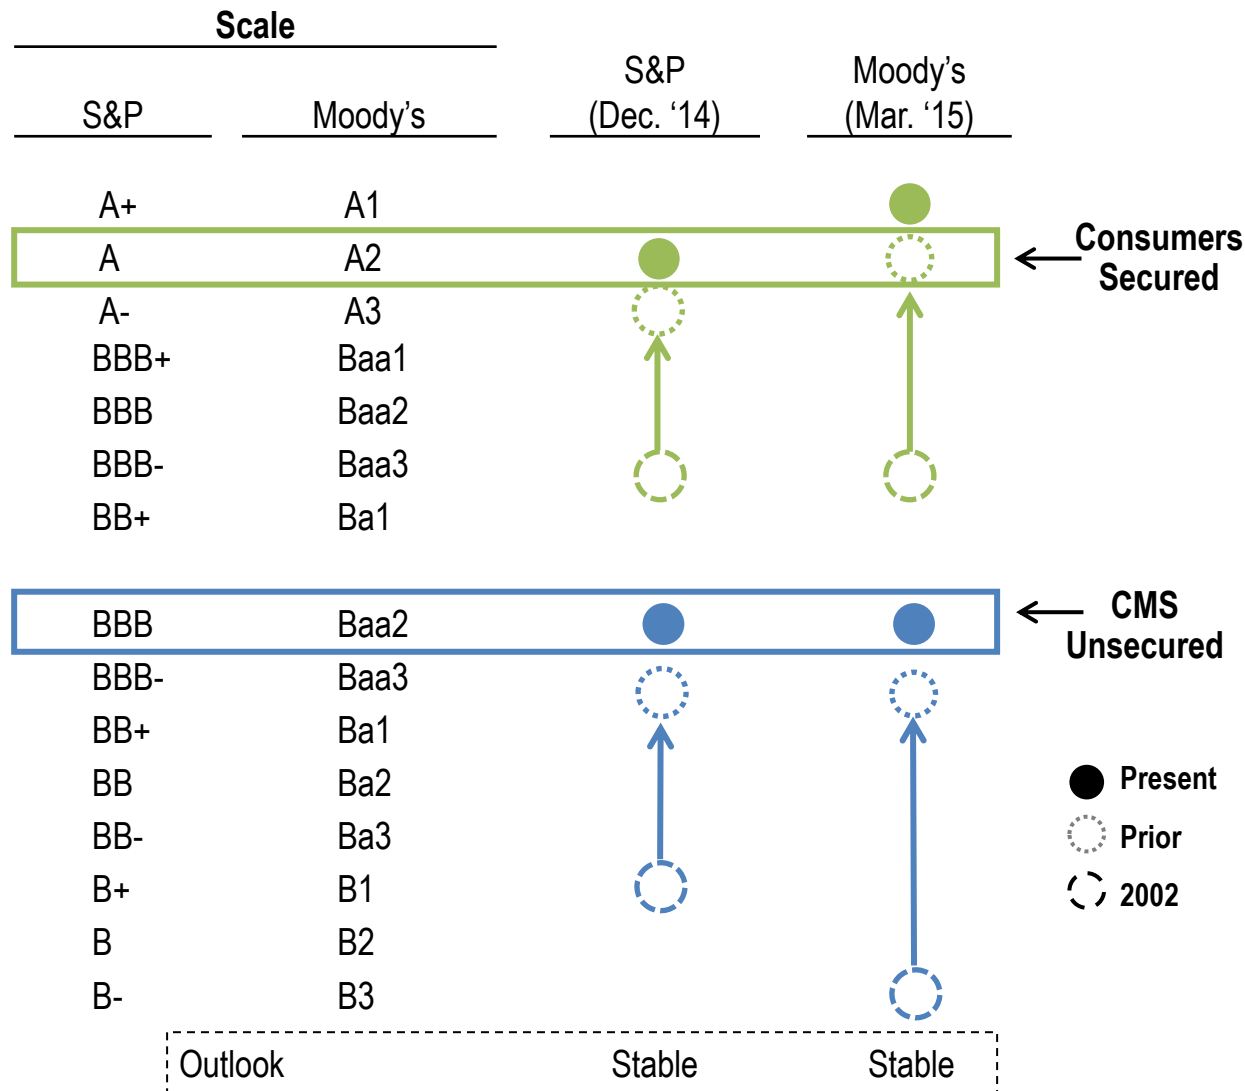 Scale
S&P Moody’s S&P (Dec. ‘14) Moody’s (Mar. ‘15)
A+ A1
A A2
Consumers
Secured
A- A3
BBB+ Baa1
BBB Baa2
BBB- Baa3
BB+ Ba1
BBB Baa2
CMS
Unsecured
BBB- Baa3
BB+ Ba1
BB Ba2
BB- Ba3
B+ B1
B B2
B- B3
Present
Prior
2002
Outlook Stable Stable